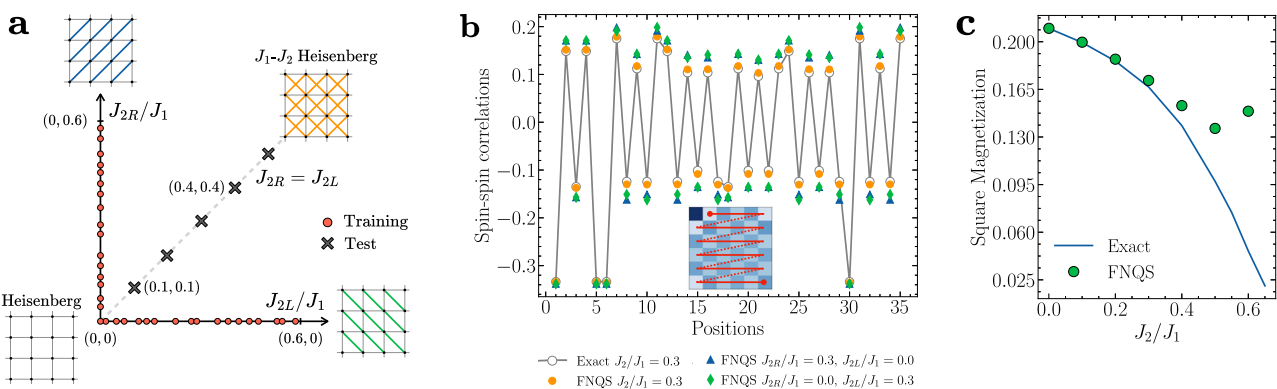 a
J₁-J₂ Heisenberg
(0, 0.6)
J₂R/J₁
(0.4, 0.4)
J₂R = J₂L
Training
Test
(0.1, 0.1)
Heisenberg
J₂L/J₁
(0, 0)
(0.6, 0)
b
Spin-spin correlations
0.2
0.1
0.0
−0.1
−0.2
−0.3
0 5 10 15 20 25 30 35
Positions
Exact J₂/J₁ = 0.3
FNQS J₂/J₁ = 0.3
FNQS J₂R/J₁ = 0.3, J₂L/J₁ = 0.0
FNQS J₂R/J₁ = 0.0, J₂L/J₁ = 0.3
c
Square Magnetization
0.200
0.165
0.130
0.095
0.060
0.025
Exact
FNQS
0.0 0.2 0.4 0.6
J₂/J₁